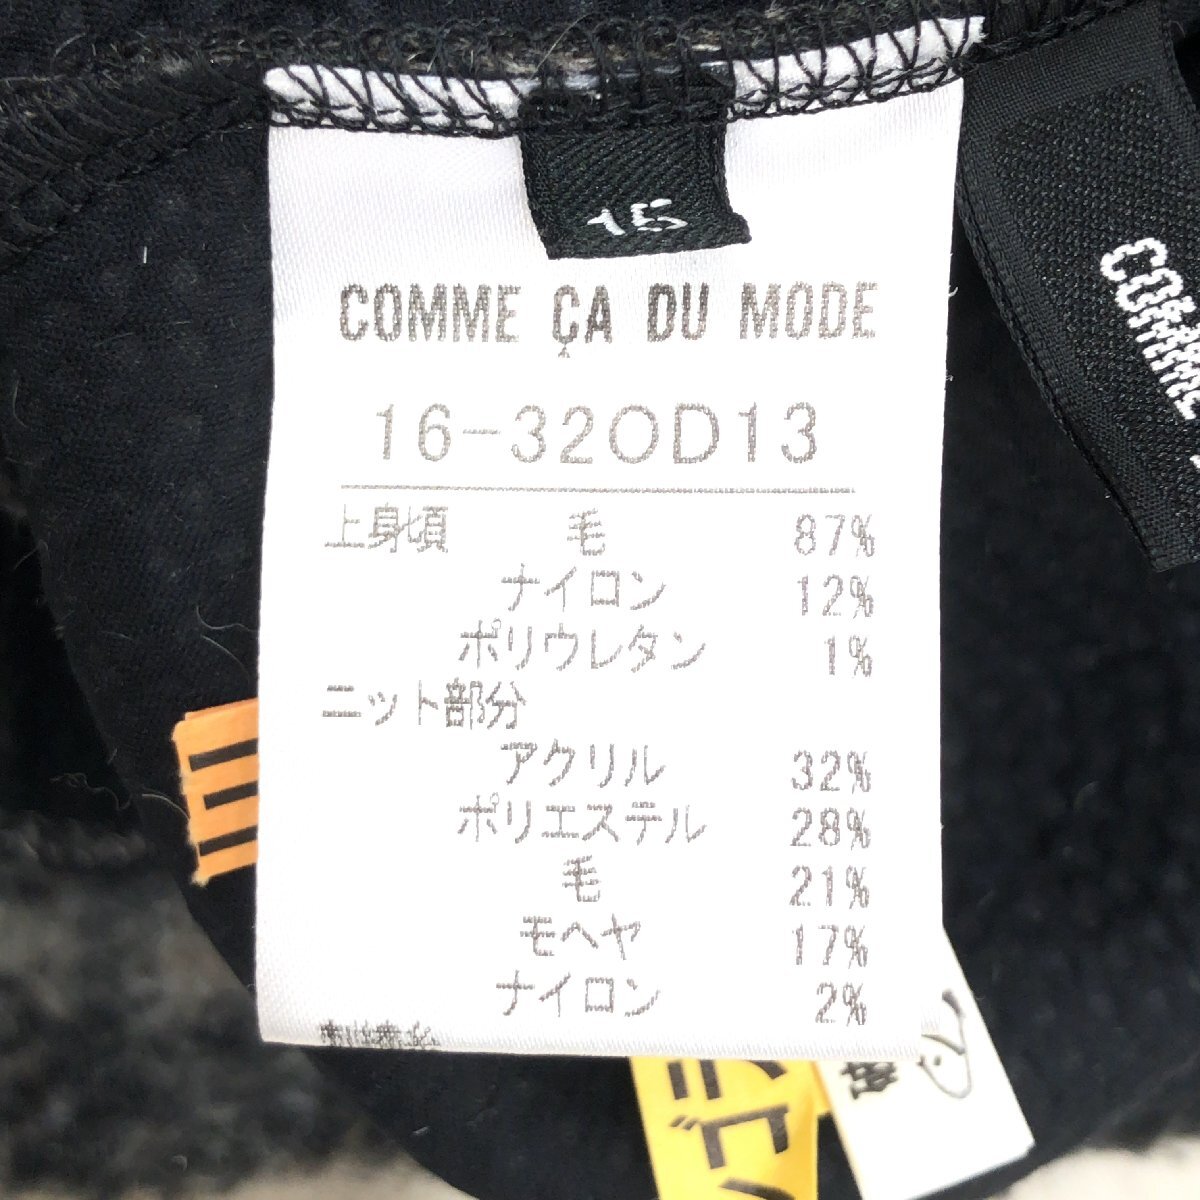 15
COMME ÇA DU MODE
16-32OD13
上身頃 毛 87%
ナイロン 12%
ポリウレタン 1%
ニット部分
アクリル 32%
ポリエステル 28%
毛 21%
モヘヤ 17%
ナイロン 2%
COMME